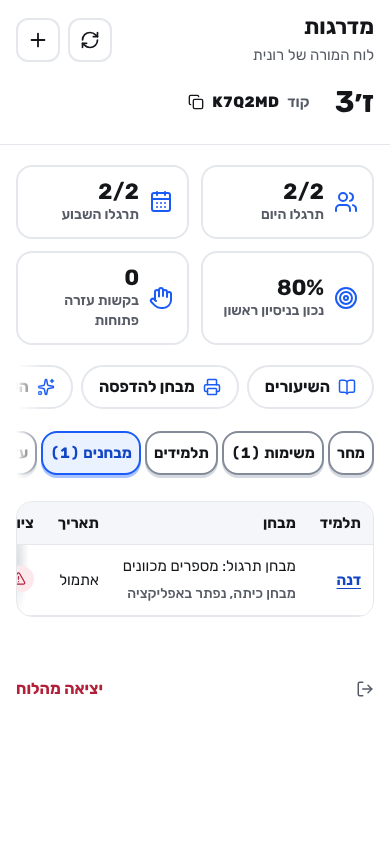 מדרגות
לוח המורה של רונית
ז׳3
קוד K7Q2MD
2/2
תרגלו היום
2/2
תרגלו השבוע
80%
נכון בניסיון ראשון
0
בקשות עזרה
פתוחות
השיעורים
מבחן להדפסה
מחר
משימות (1)
תלמידים
מבחנים (1)
תלמיד מבחן תאריך
דנה מבחן תרגול: מספרים מכוונים אתמול
מבחן כיתה, נפתר באפליקציה
יציאה מהלוח